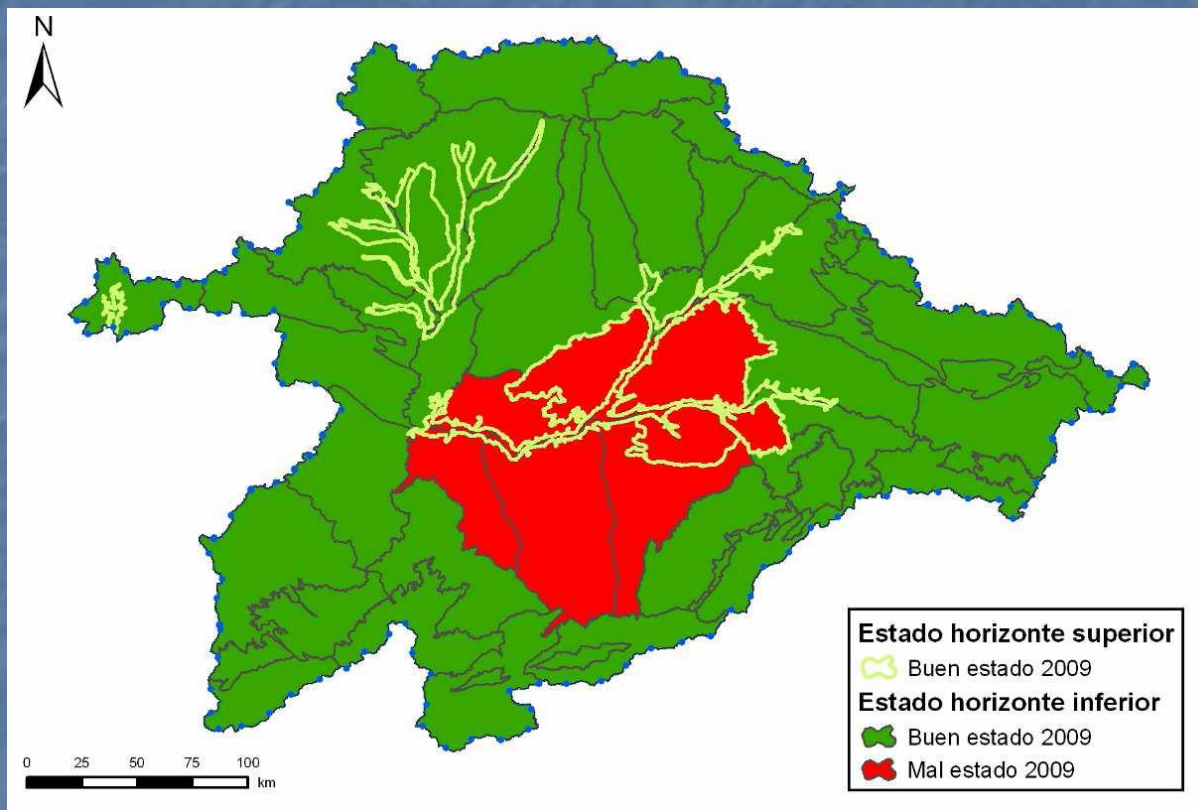 N
Estado horizonte superior
Buen estado 2009
Estado horizonte inferior
Buen estado 2009
Mal estado 2009
0 25 50 75 100
km